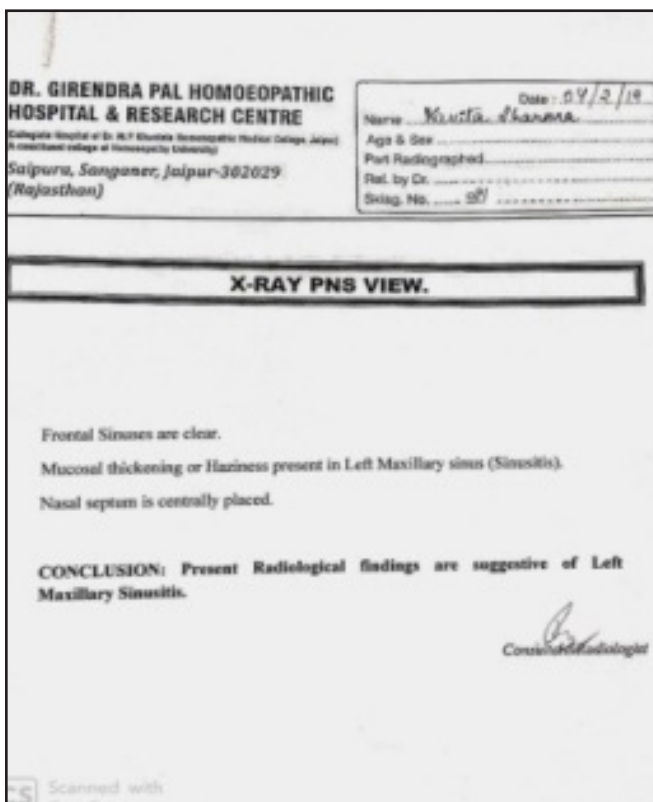 DR. GIRENDRA PAL HOMOEOPATHIC
HOSPITAL & RESEARCH CENTRE
Saipura, Sanganer, Jaipur-302029
(Rajasthan)
Date : 04/2/19
Name Sharma
Age & Sex
Part Radiographed
Ref. by Dr.
Skiag. No.
X-RAY PNS VIEW.
Frontal Sinuses are clear.
Mucosal thickening or Haziness present in Left Maxillary sinus (Sinusitis).
Nasal septum is centrally placed.
CONCLUSION: Present Radiological findings are suggestive of Left
Maxillary Sinusitis.
Radiologist
CS Scanned with